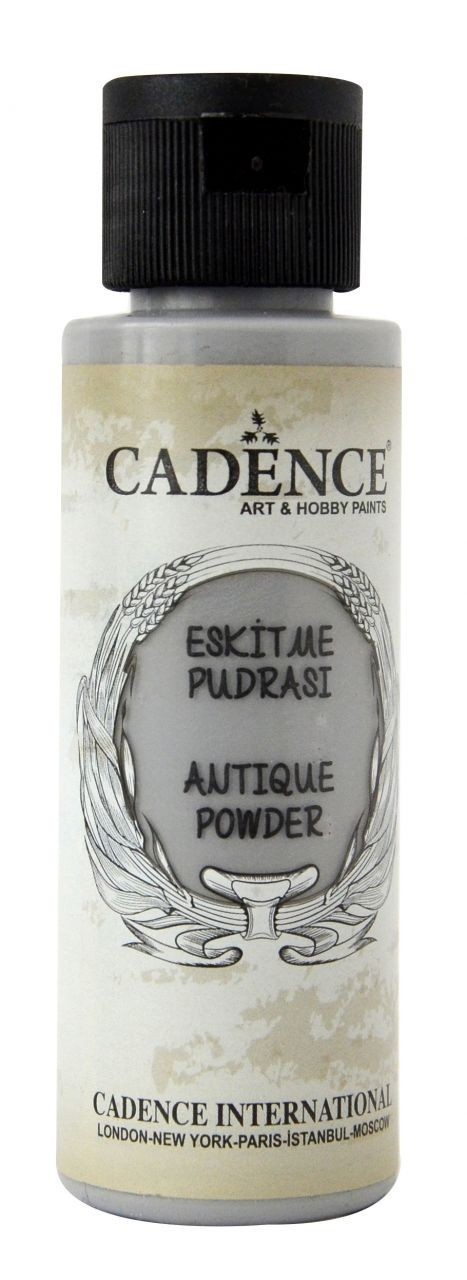 CADENCE®
ART & HOBBY PAINTS
ESKİTME
PUDRASI
ANTIQUE
POWDER
CADENCE INTERNATIONAL
LONDON-NEW YORK-PARIS-İSTANBUL-MOSCOW